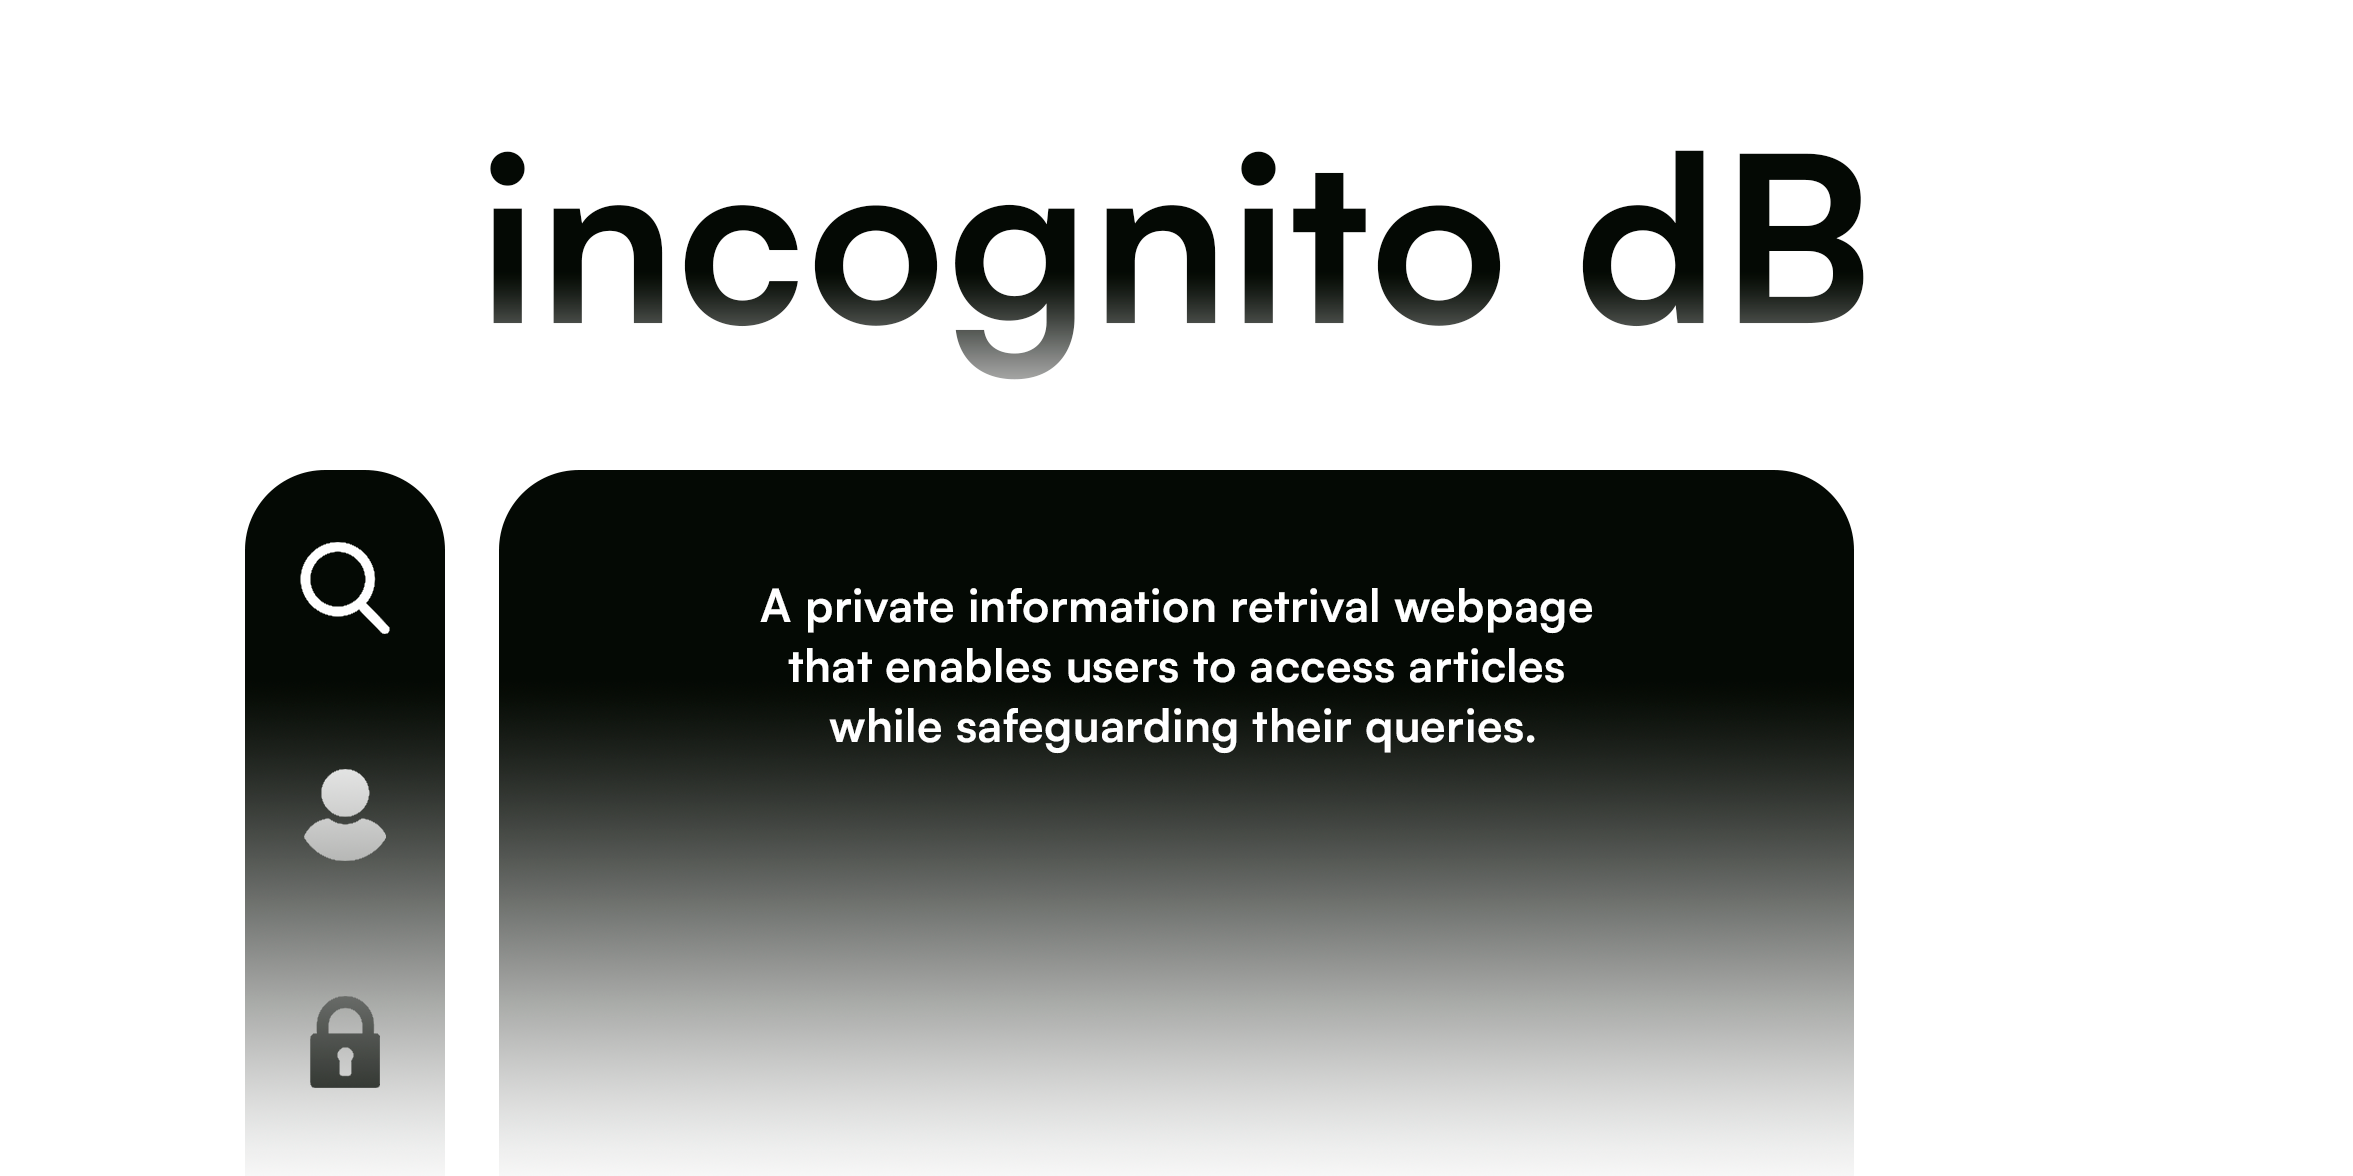 incognito dB
A private information retrival webpage
that enables users to access articles
while safeguarding their queries.